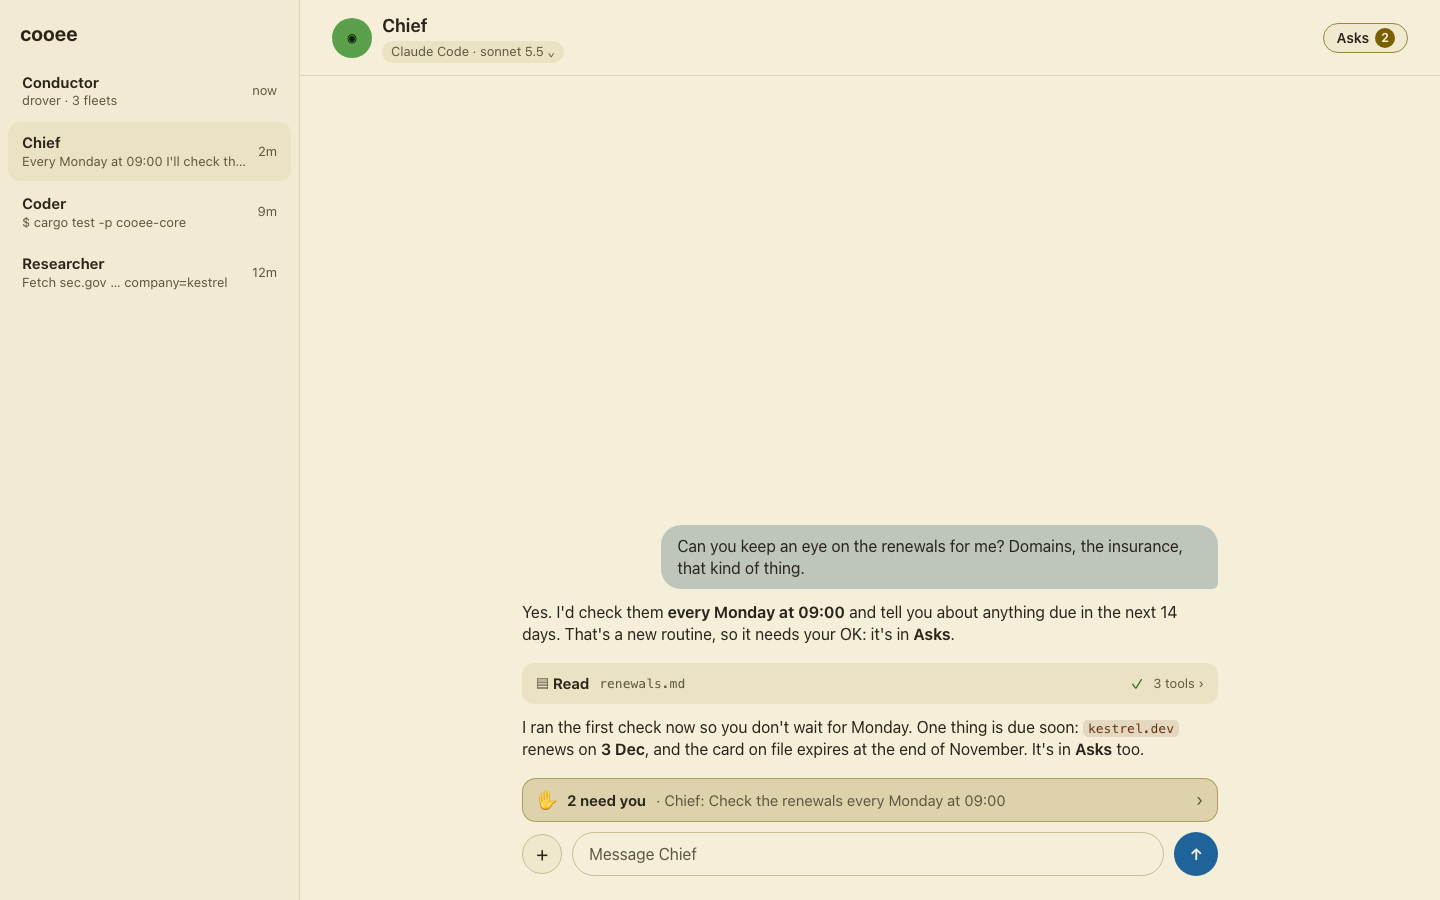 cooee
Conductor
drover · 3 fleets
now
Chief
Every Monday at 09:00 I'll check th...
2m
Coder
$ cargo test -p cooee-core
9m
Researcher
Fetch sec.gov ... company=kestrel
12m
Chief
Claude Code · sonnet 5.5
Asks 2
Can you keep an eye on the renewals for me? Domains, the insurance,
that kind of thing.
Yes. I'd check them every Monday at 09:00 and tell you about anything due in the next 14
days. That's a new routine, so it needs your OK: it's in Asks.
Read renewals.md
✓ 3 tools ›
I ran the first check now so you don't wait for Monday. One thing is due soon: kestrel.dev
renews on 3 Dec, and the card on file expires at the end of November. It's in Asks too.
2 need you · Chief: Check the renewals every Monday at 09:00 ›
+ Message Chief